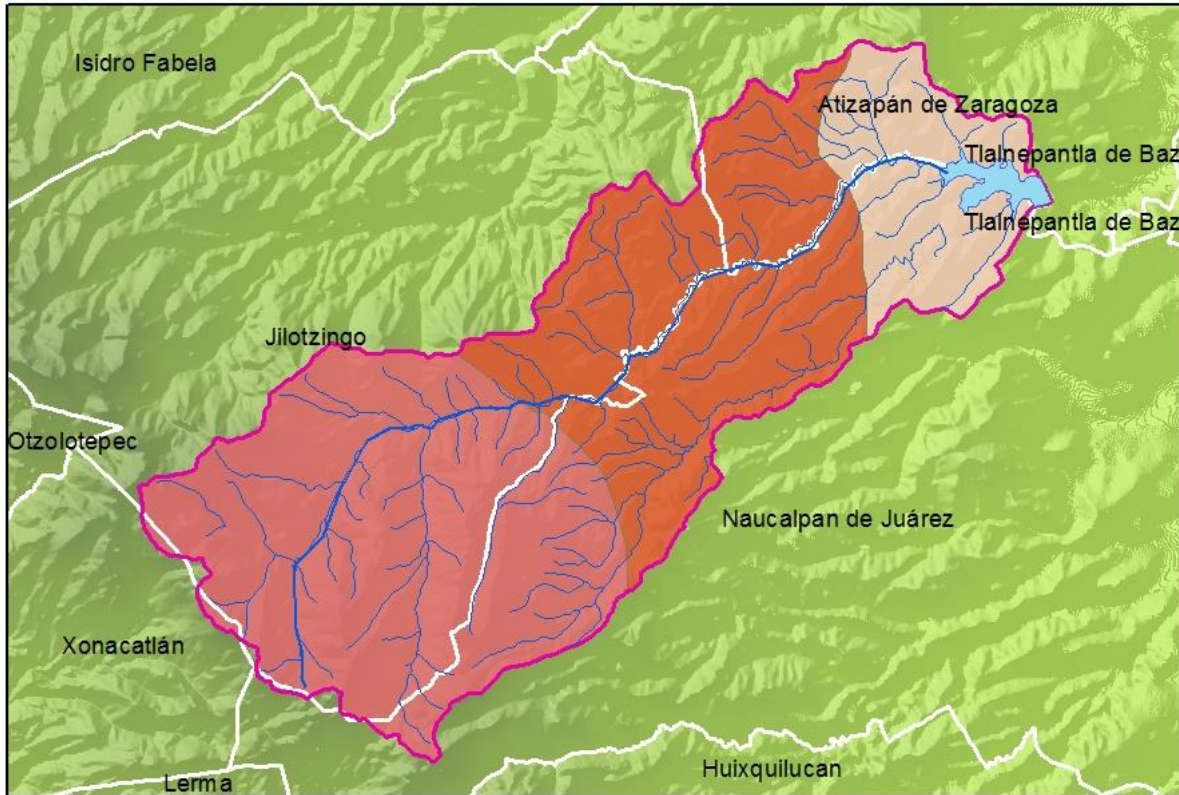 Isidro Fabela
Atizapán de Zaragoza
Tlalnepantla de Baz
Tlalnepantla de Baz
Jilotzingo
Otzolotepec
Naucalpan de Juárez
Xonacatlán
Huixquilucan
Lerma